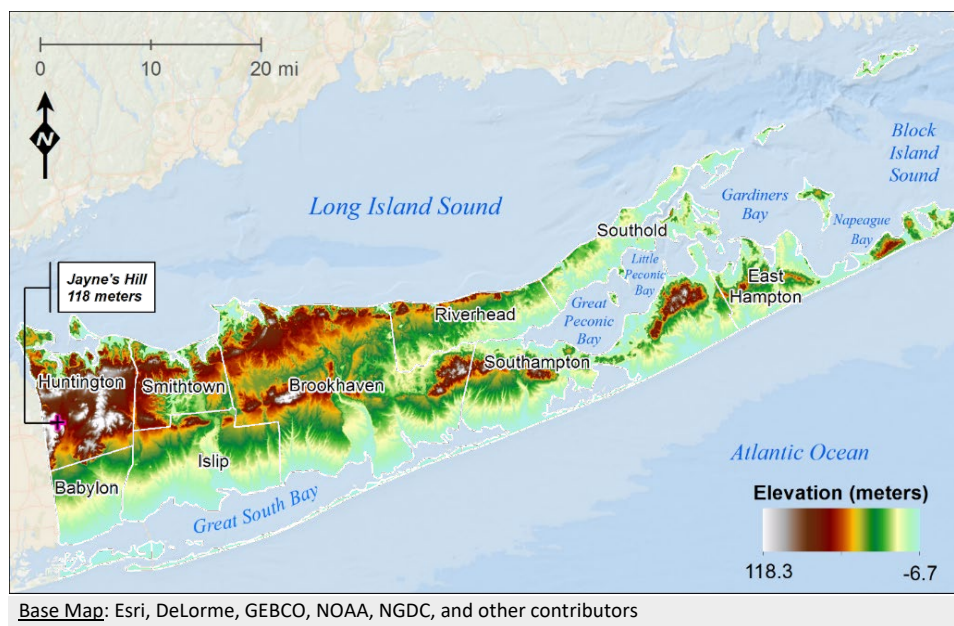 0 10 20 mi
N
Block
Island
Sound
Long Island Sound
Gardiners
Bay
Napeague
Bay
Southold
Little
Peconic
Bay
East
Hampton
Jayne's Hill
118 meters
Great
Peconic
Bay
Riverhead
Southampton
Huntington
Smithtown
Brookhaven
Islip
Babylon
Great South Bay
Atlantic Ocean
Elevation (meters)
118.3 -6.7
Base Map: Esri, DeLorme, GEBCO, NOAA, NGDC, and other contributors